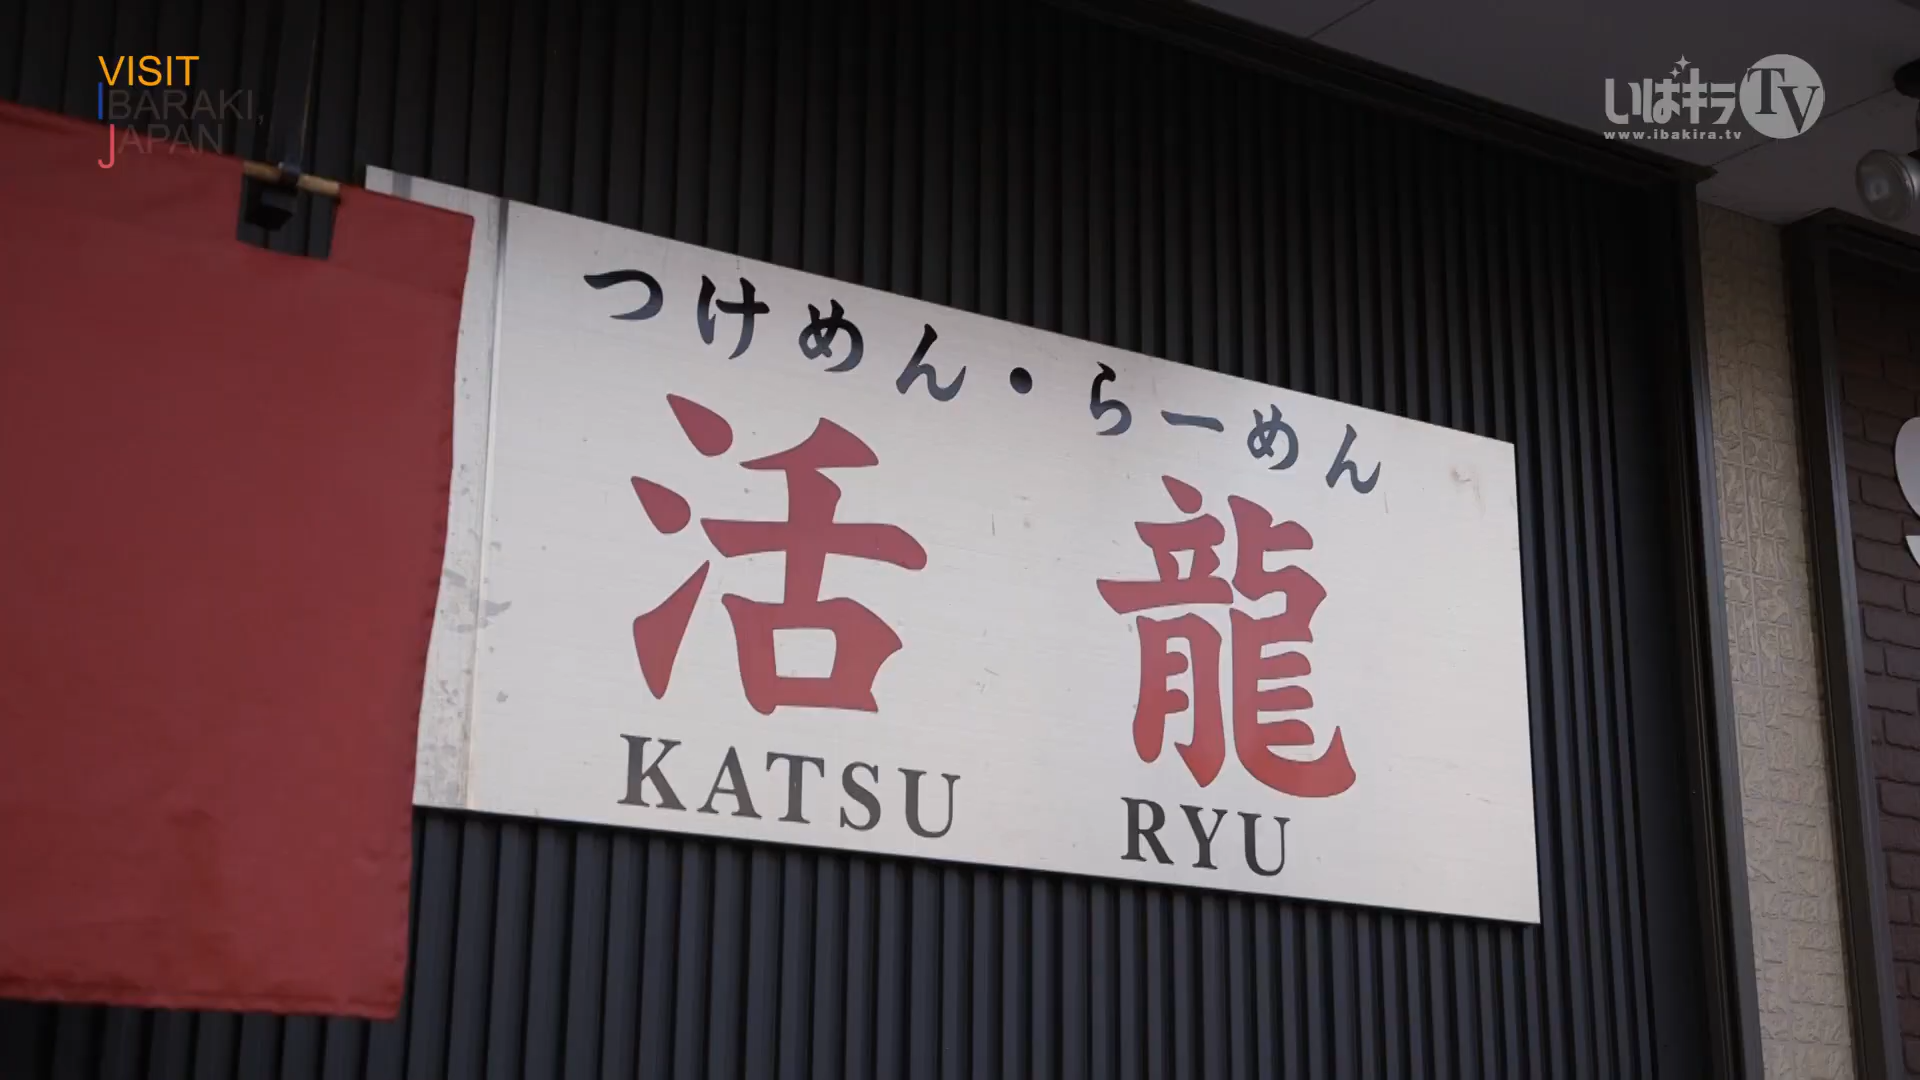 VISIT
IBARAKI,
JAPAN
いばキラTV
www.ibakira.tv
つけめん・らーめん
活龍
KATSU RYU